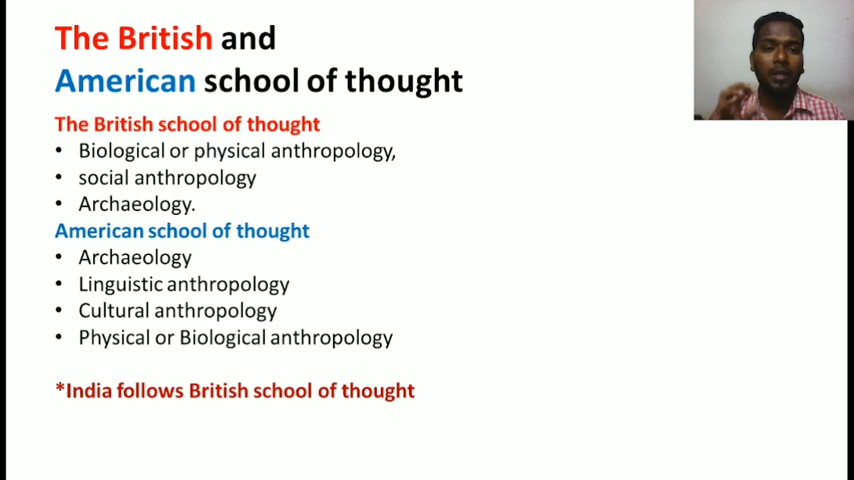 The British and
American school of thought
The British school of thought
• Biological or physical anthropology,
• social anthropology
• Archaeology.
American school of thought
• Archaeology
• Linguistic anthropology
• Cultural anthropology
• Physical or Biological anthropology
*India follows British school of thought